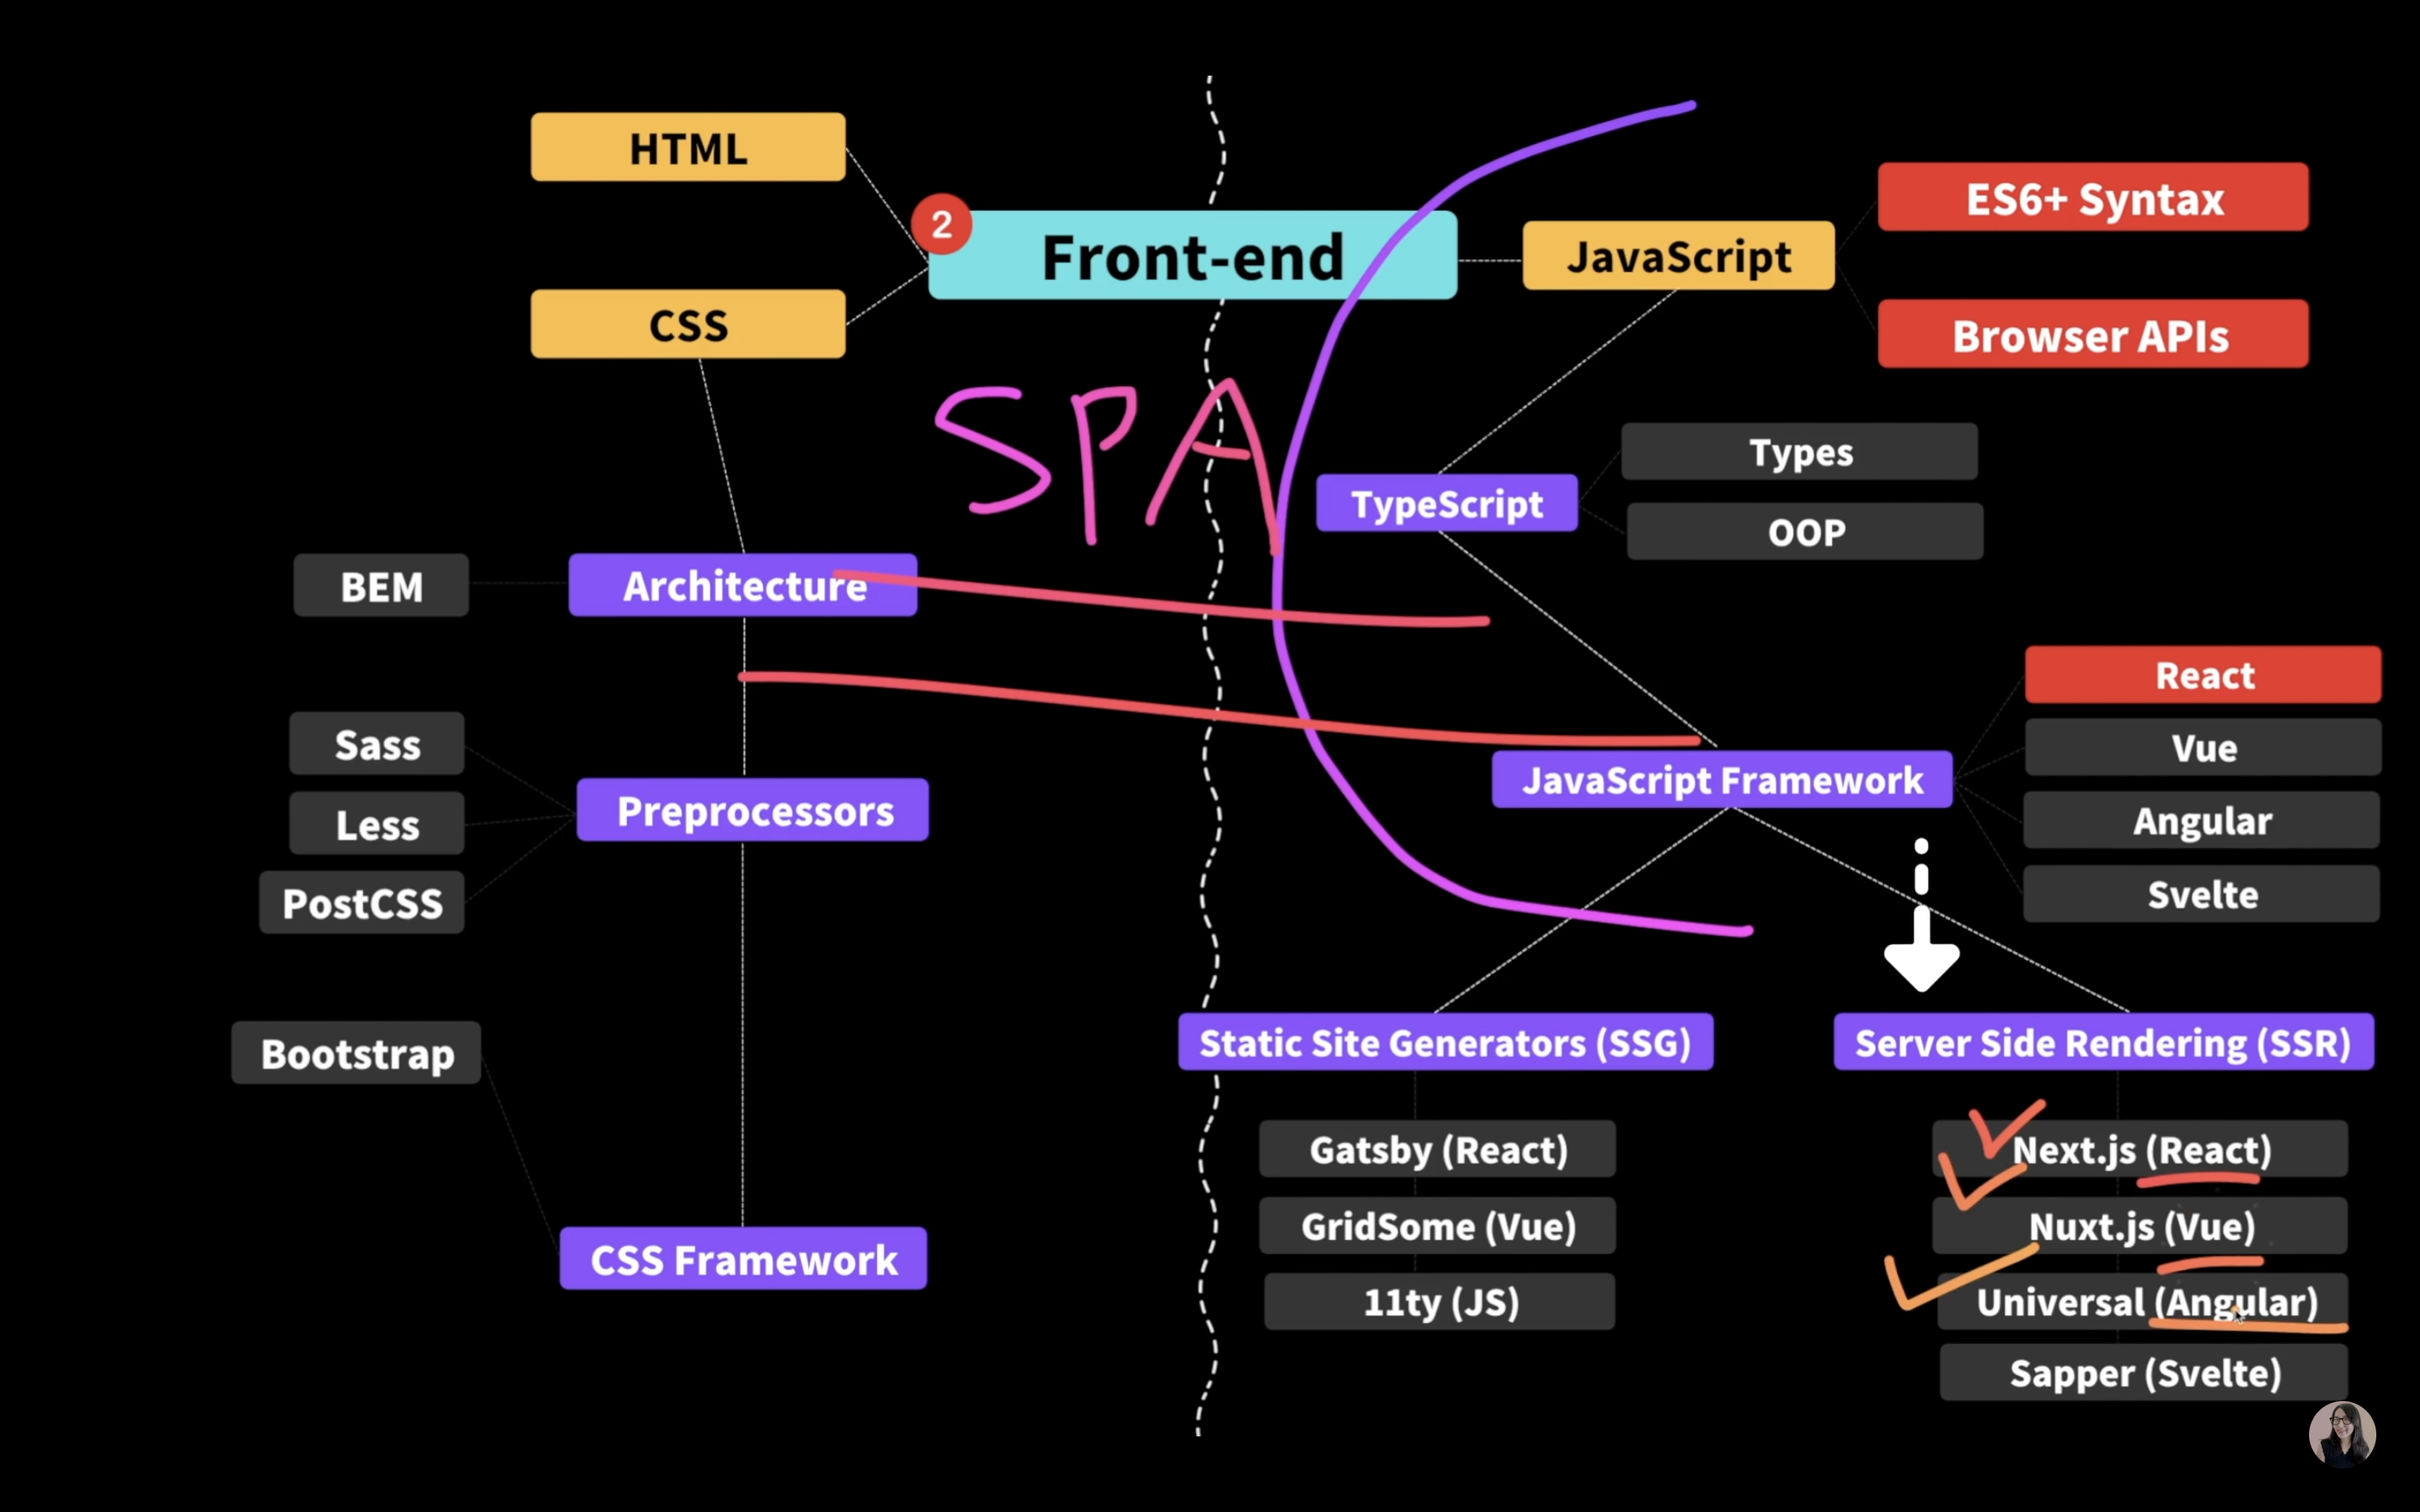 HTML
CSS
2
Front-end
JavaScript
ES6+ Syntax
Browser APIs
SPA
TypeScript
Types
OOP
BEM
Architecture
Sass
Less
PostCSS
Preprocessors
JavaScript Framework
React
Vue
Angular
Svelte
Bootstrap
CSS Framework
Static Site Generators (SSG)
Gatsby (React)
GridSome (Vue)
11ty (JS)
Server Side Rendering (SSR)
Next.js (React)
Nuxt.js (Vue)
Universal (Angular)
Sapper (Svelte)